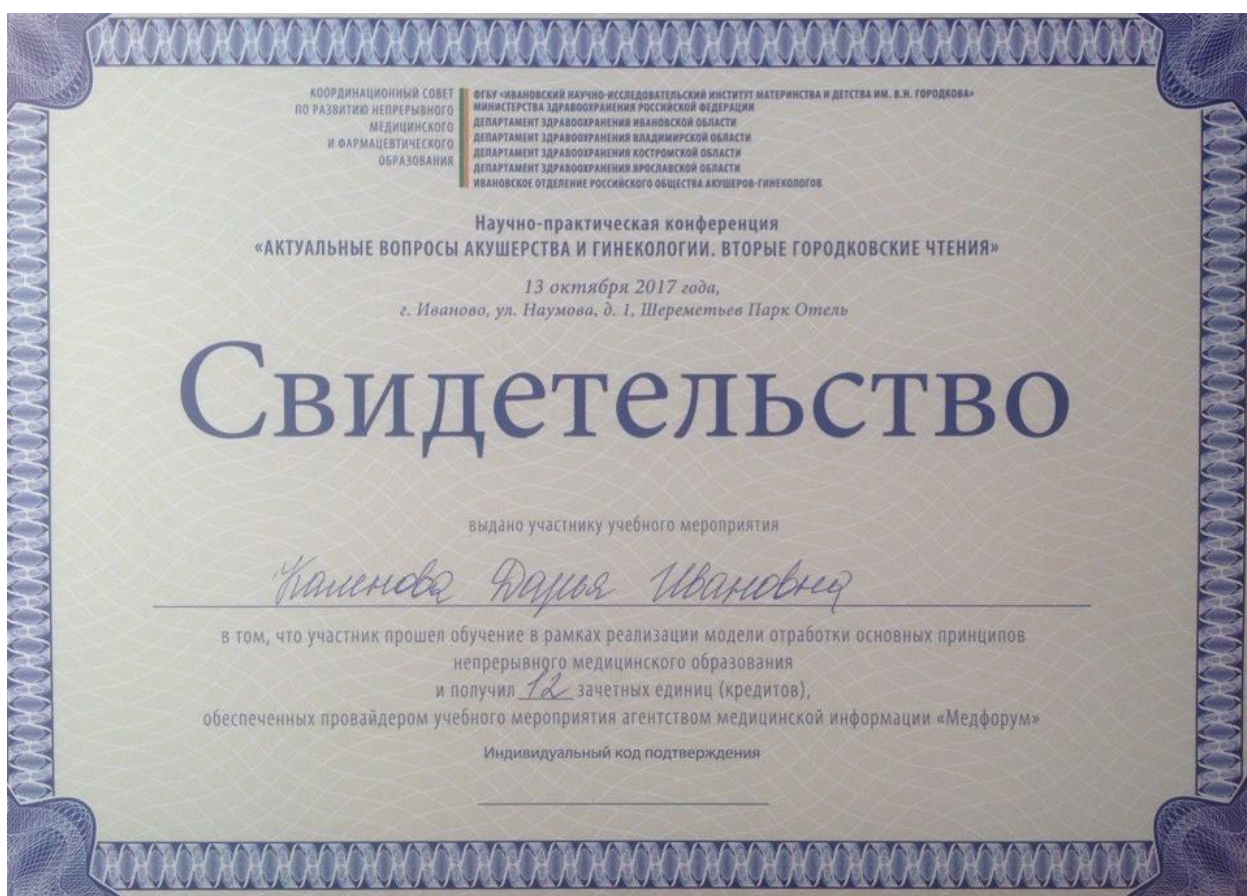 КООРДИНАЦИОННЫЙ СОВЕТ
ПО РАЗВИТИЮ НЕПРЕРЫВНОГО
МЕДИЦИНСКОГО
И ФАРМАЦЕВТИЧЕСКОГО
ОБРАЗОВАНИЯ
ФГБУ «ИВАНОВСКИЙ НАУЧНО-ИССЛЕДОВАТЕЛЬСКИЙ ИНСТИТУТ МАТЕРИНСТВА И ДЕТСТВА ИМ. В.Н. ГОРОДКОВА»
МИНИСТЕРСТВА ЗДРАВООХРАНЕНИЯ РОССИЙСКОЙ ФЕДЕРАЦИИ
ДЕПАРТАМЕНТ ЗДРАВООХРАНЕНИЯ ИВАНОВСКОЙ ОБЛАСТИ
ДЕПАРТАМЕНТ ЗДРАВООХРАНЕНИЯ ВЛАДИМИРСКОЙ ОБЛАСТИ
ДЕПАРТАМЕНТ ЗДРАВООХРАНЕНИЯ КОСТРОМСКОЙ ОБЛАСТИ
ДЕПАРТАМЕНТ ЗДРАВООХРАНЕНИЯ ЯРОСЛАВСКОЙ ОБЛАСТИ
ИВАНОВСКОЕ ОТДЕЛЕНИЕ РОССИЙСКОГО ОБЩЕСТВА АКУШЕРОВ-ГИНЕКОЛОГОВ
Научно-практическая конференция
«АКТУАЛЬНЫЕ ВОПРОСЫ АКУШЕРСТВА И ГИНЕКОЛОГИИ. ВТОРЫЕ ГОРОДКОВСКИЕ ЧТЕНИЯ»
13 октября 2017 года,
г. Иваново, ул. Наумова, д. 1, Шереметьев Парк Отель
Свидетельство
выдано участнику учебного мероприятия
Каленова Дарья Ивановна
в том, что участник прошел обучение в рамках реализации модели отработки основных принципов
непрерывного медицинского образования
и получил 12 зачетных единиц (кредитов),
обеспеченных провайдером учебного мероприятия агентством медицинской информации «Медфорум»
Индивидуальный код подтверждения